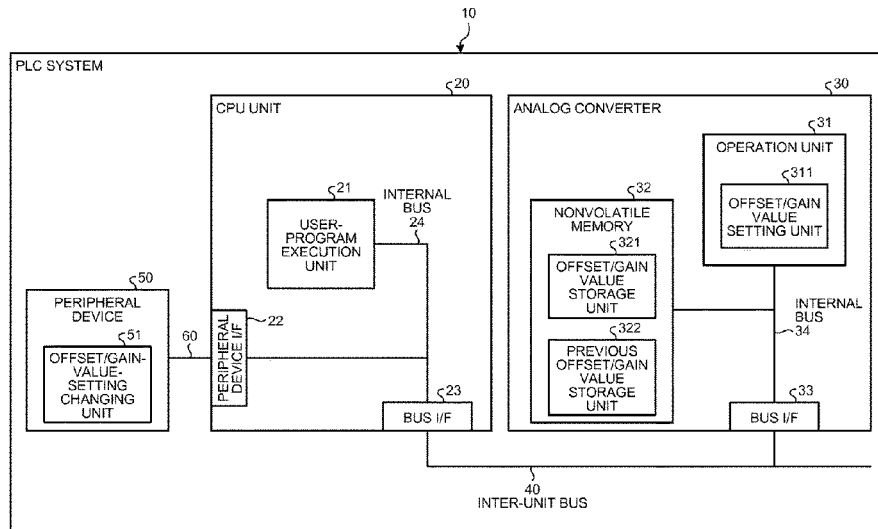 10
PLC SYSTEM
20
CPU UNIT
21
USER-
PROGRAM
EXECUTION
UNIT
INTERNAL
BUS
24
50
PERIPHERAL
DEVICE
51
OFFSET/GAIN-
VALUE-
SETTING
CHANGING
UNIT
60
22
PERIPHERAL
DEVICE I/F
23
BUS I/F
30
ANALOG CONVERTER
31
OPERATION UNIT
311
OFFSET/GAIN
VALUE
SETTING UNIT
32
NONVOLATILE
MEMORY
321
OFFSET/GAIN
VALUE
STORAGE
UNIT
322
PREVIOUS
OFFSET/GAIN
VALUE
STORAGE
UNIT
INTERNAL
BUS
34
33
BUS I/F
40
INTER-UNIT BUS